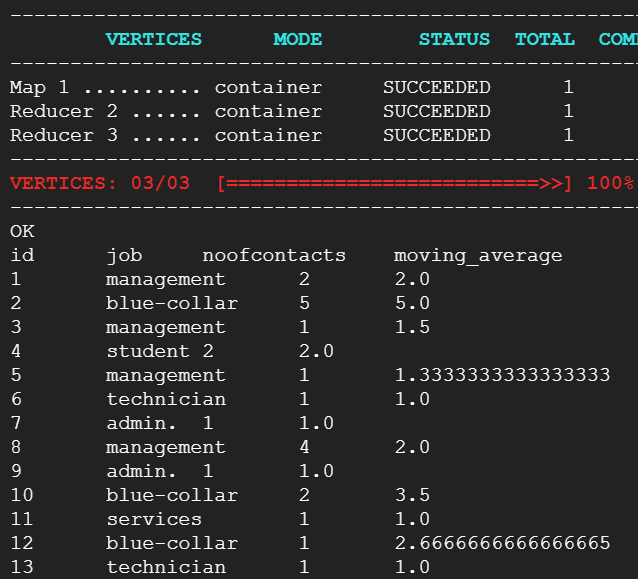 --------------------------------------------------------
VERTICES MODE STATUS TOTAL COM
--------------------------------------------------------
Map 1 .......... container SUCCEEDED 1
Reducer 2 ...... container SUCCEEDED 1
Reducer 3 ...... container SUCCEEDED 1
--------------------------------------------------------
VERTICES: 03/03 [==========================>>] 100%
--------------------------------------------------------
OK
id job noofcontacts moving_average
1 management 2 2.0
2 blue-collar 5 5.0
3 management 1 1.5
4 student 2 2.0
5 management 1 1.3333333333333333
6 technician 1 1.0
7 admin. 1 1.0
8 management 4 2.0
9 admin. 1 1.0
10 blue-collar 2 3.5
11 services 1 1.0
12 blue-collar 1 2.6666666666666665
13 technician 1 1.0